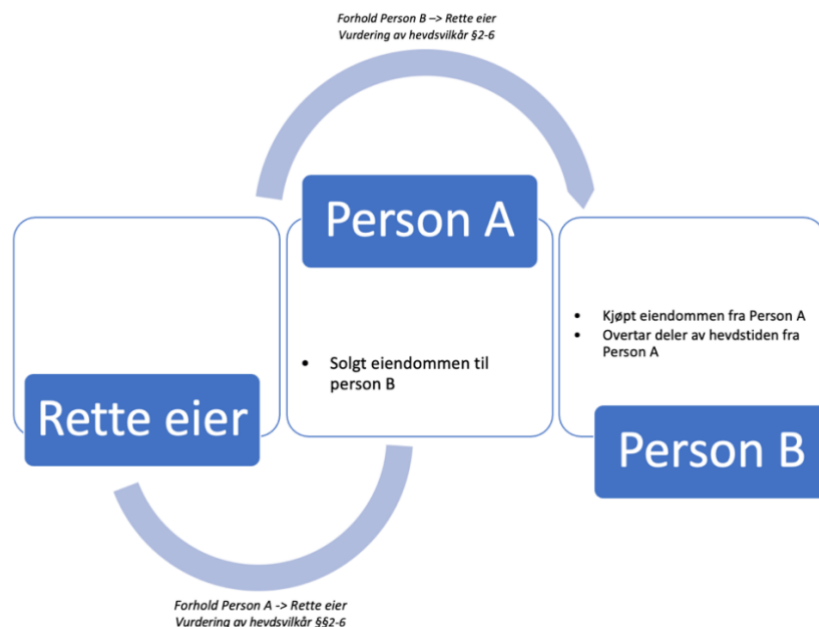 Forhold Person B –> Rette eier
Vurdering av hevdsvilkår §2-6
Person A
• Kjøpt eiendommen fra Person A
• Overtar deler av hevdstiden fra
Person A
• Solgt eiendommen til
person B
Rette eier
Person B
Forhold Person A -> Rette eier
Vurdering av hevdsvilkår §§2-6